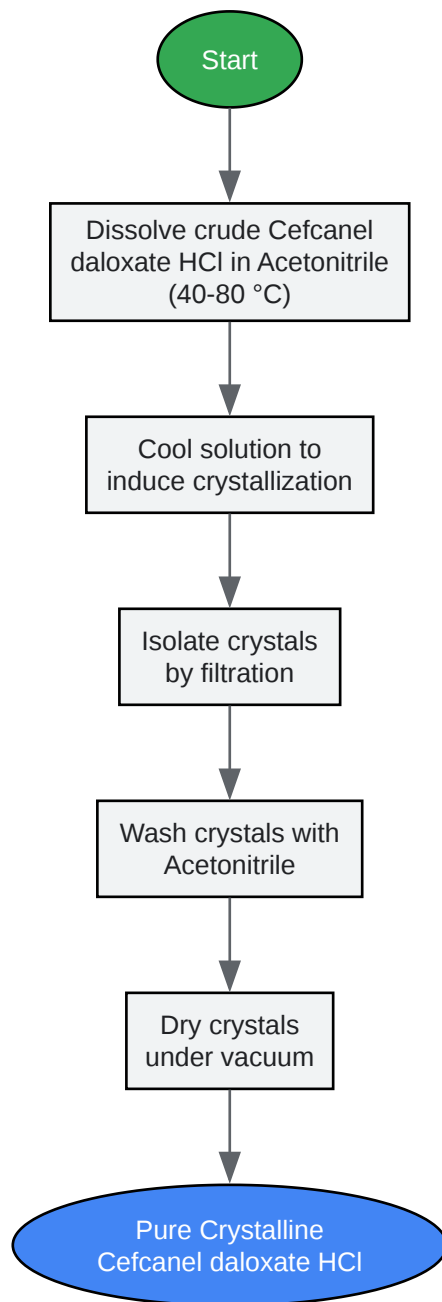 Start
Dissolve crude Cefcanel
daloxate HCl in Acetonitrile
(40-80 °C)
Cool solution to
induce crystallization
Isolate crystals
by filtration
Wash crystals with
Acetonitrile
Dry crystals
under vacuum
Pure Crystalline
Cefcanel daloxate HCl